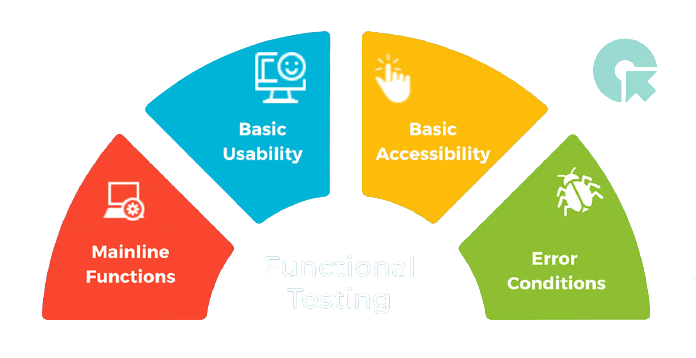 Basic
Usability
Basic
Accessibility
Mainline
Functions
Error
Conditions
Functional
Testing